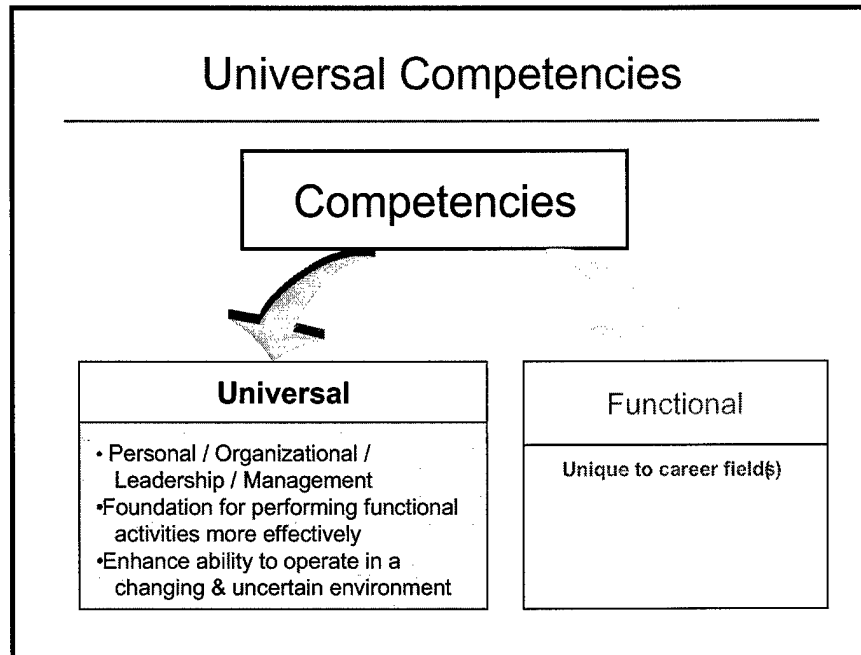 Universal Competencies
Competencies
Universal
• Personal / Organizational /
Leadership / Management
•Foundation for performing functional
activities more effectively
•Enhance ability to operate in a
changing & uncertain environment
Functional
Unique to career field(s)